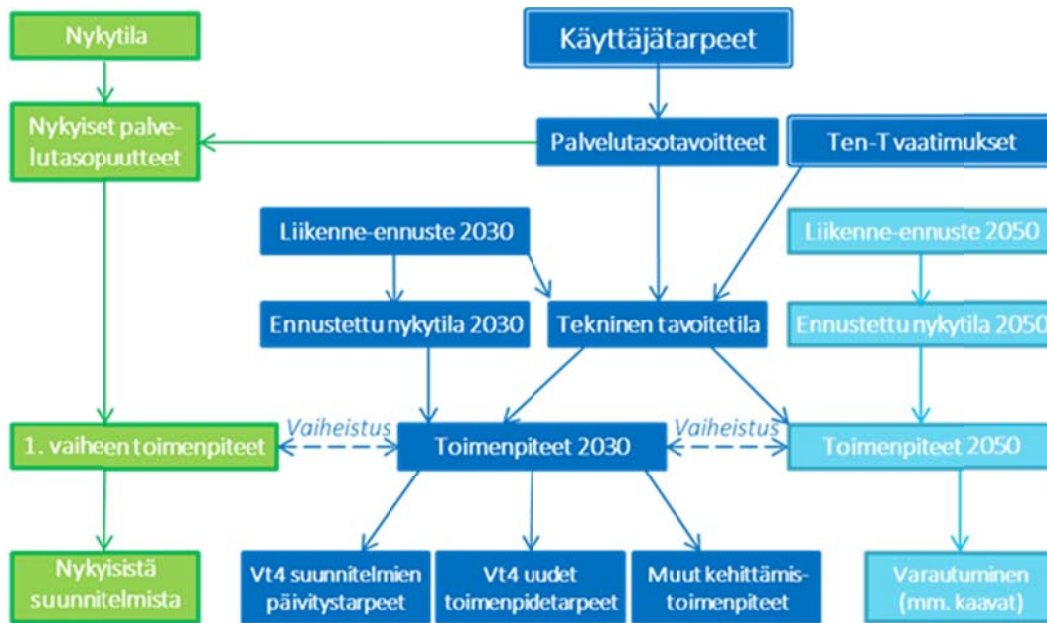 Nykytila
Käyttäjätarpeet
Nykyiset palve-
lutasopuutteet
Palvelutasotavoitteet
Ten-T vaatimukset
Liikenne-ennuste 2030
Liikenne-ennuste 2050
Ennustettu nykytila 2030
Tekninen tavoitetila
Ennustettu nykytila 2050
Vaiheistus
Vaiheistus
1. vaiheen toimenpiteet
Toimenpiteet 2030
Toimenpiteet 2050
Nykyisistä
suunnitelmista
Vt4 suunnitelmien
päivitystarpeet
Vt4 uudet
toimenpidetarpeet
Muut kehittämis-
toimenpiteet
Varautuminen
(mm. kaavat)